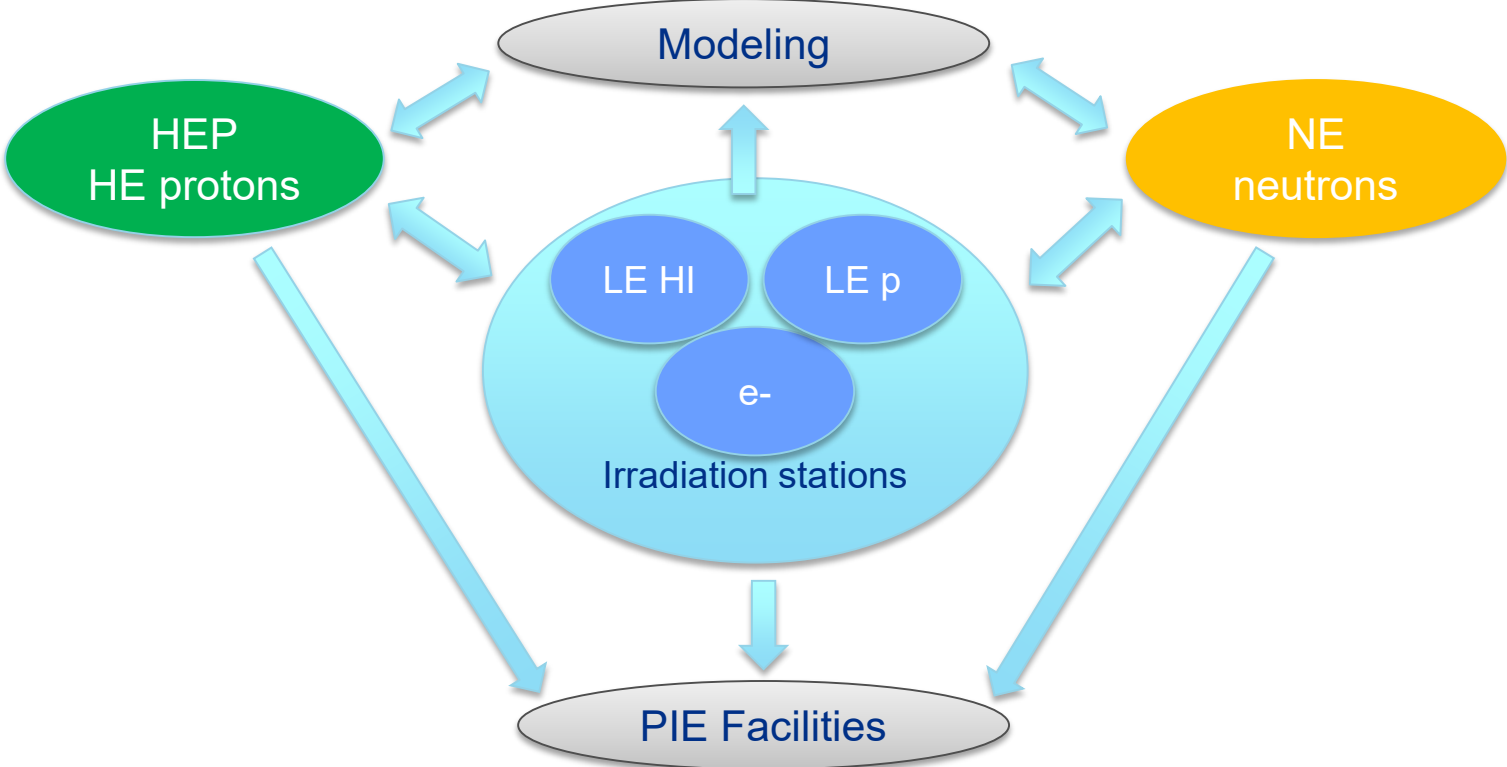 Modeling
HEP
HE protons
NE
neutrons
LE HI
LE p
e-
Irradiation stations
PIE Facilities